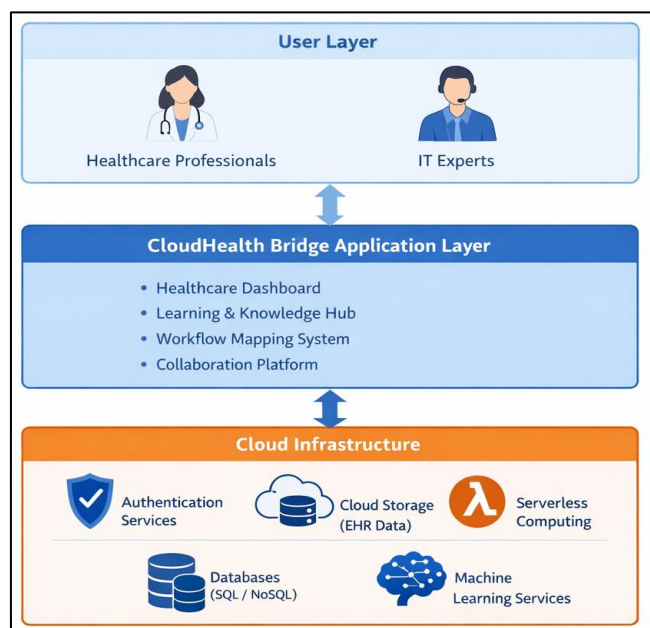 User Layer
Healthcare Professionals
IT Experts
CloudHealth Bridge Application Layer
• Healthcare Dashboard
• Learning & Knowledge Hub
• Workflow Mapping System
• Collaboration Platform
Cloud Infrastructure
Authentication
Services
Cloud Storage
(EHR Data)
λ
Serverless
Computing
Databases
(SQL / NoSQL)
Machine
Learning Services